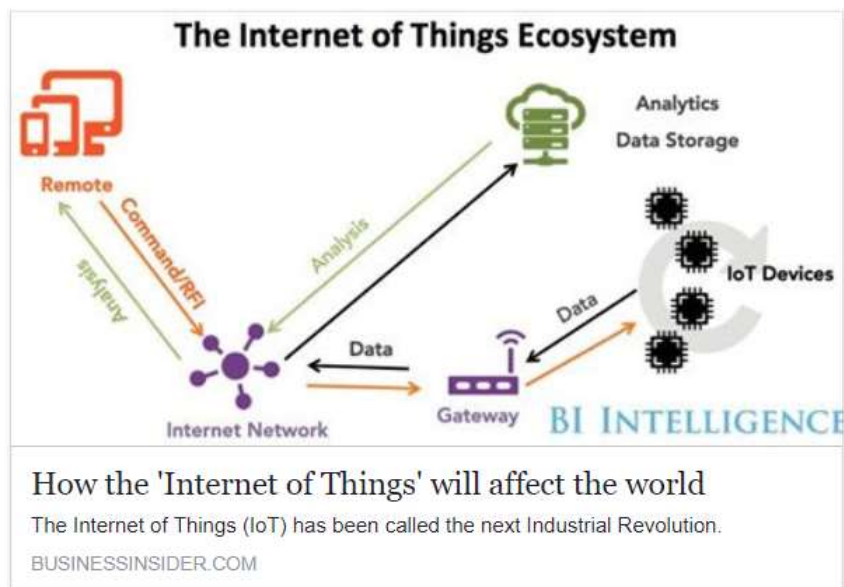 The Internet of Things Ecosystem
Analytics
Data Storage
Remote
Command/RFI
Analysis
Analysis
IoT Devices
Data
Data
Internet Network
Gateway
BI INTELLIGENCE
How the 'Internet of Things' will affect the world
The Internet of Things (IoT) has been called the next Industrial Revolution.
BUSINESSINSIDER.COM